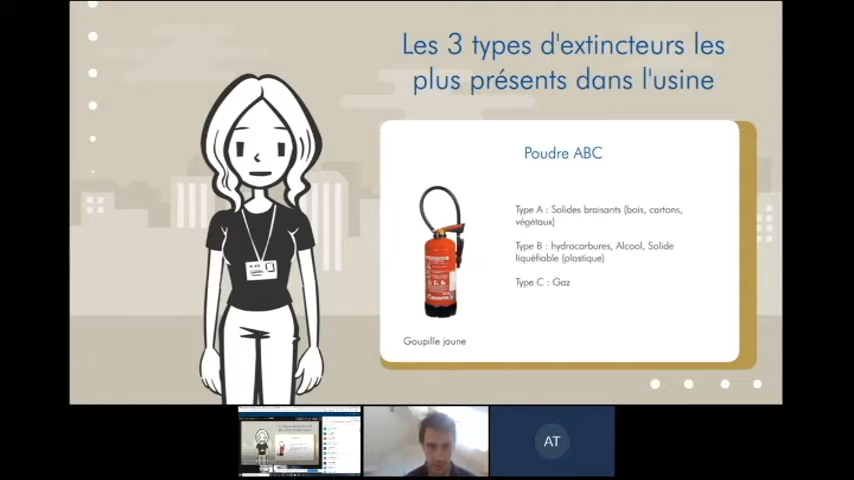 Les 3 types d'extincteurs les
plus présents dans l'usine
Poudre ABC
Type A : Solides braisants (bois, cartons,
végétaux)
Type B : hydrocarbures, Alcool, Solide
liquéfiable (plastique)
Type C : Gaz
Goupille jaune
AT